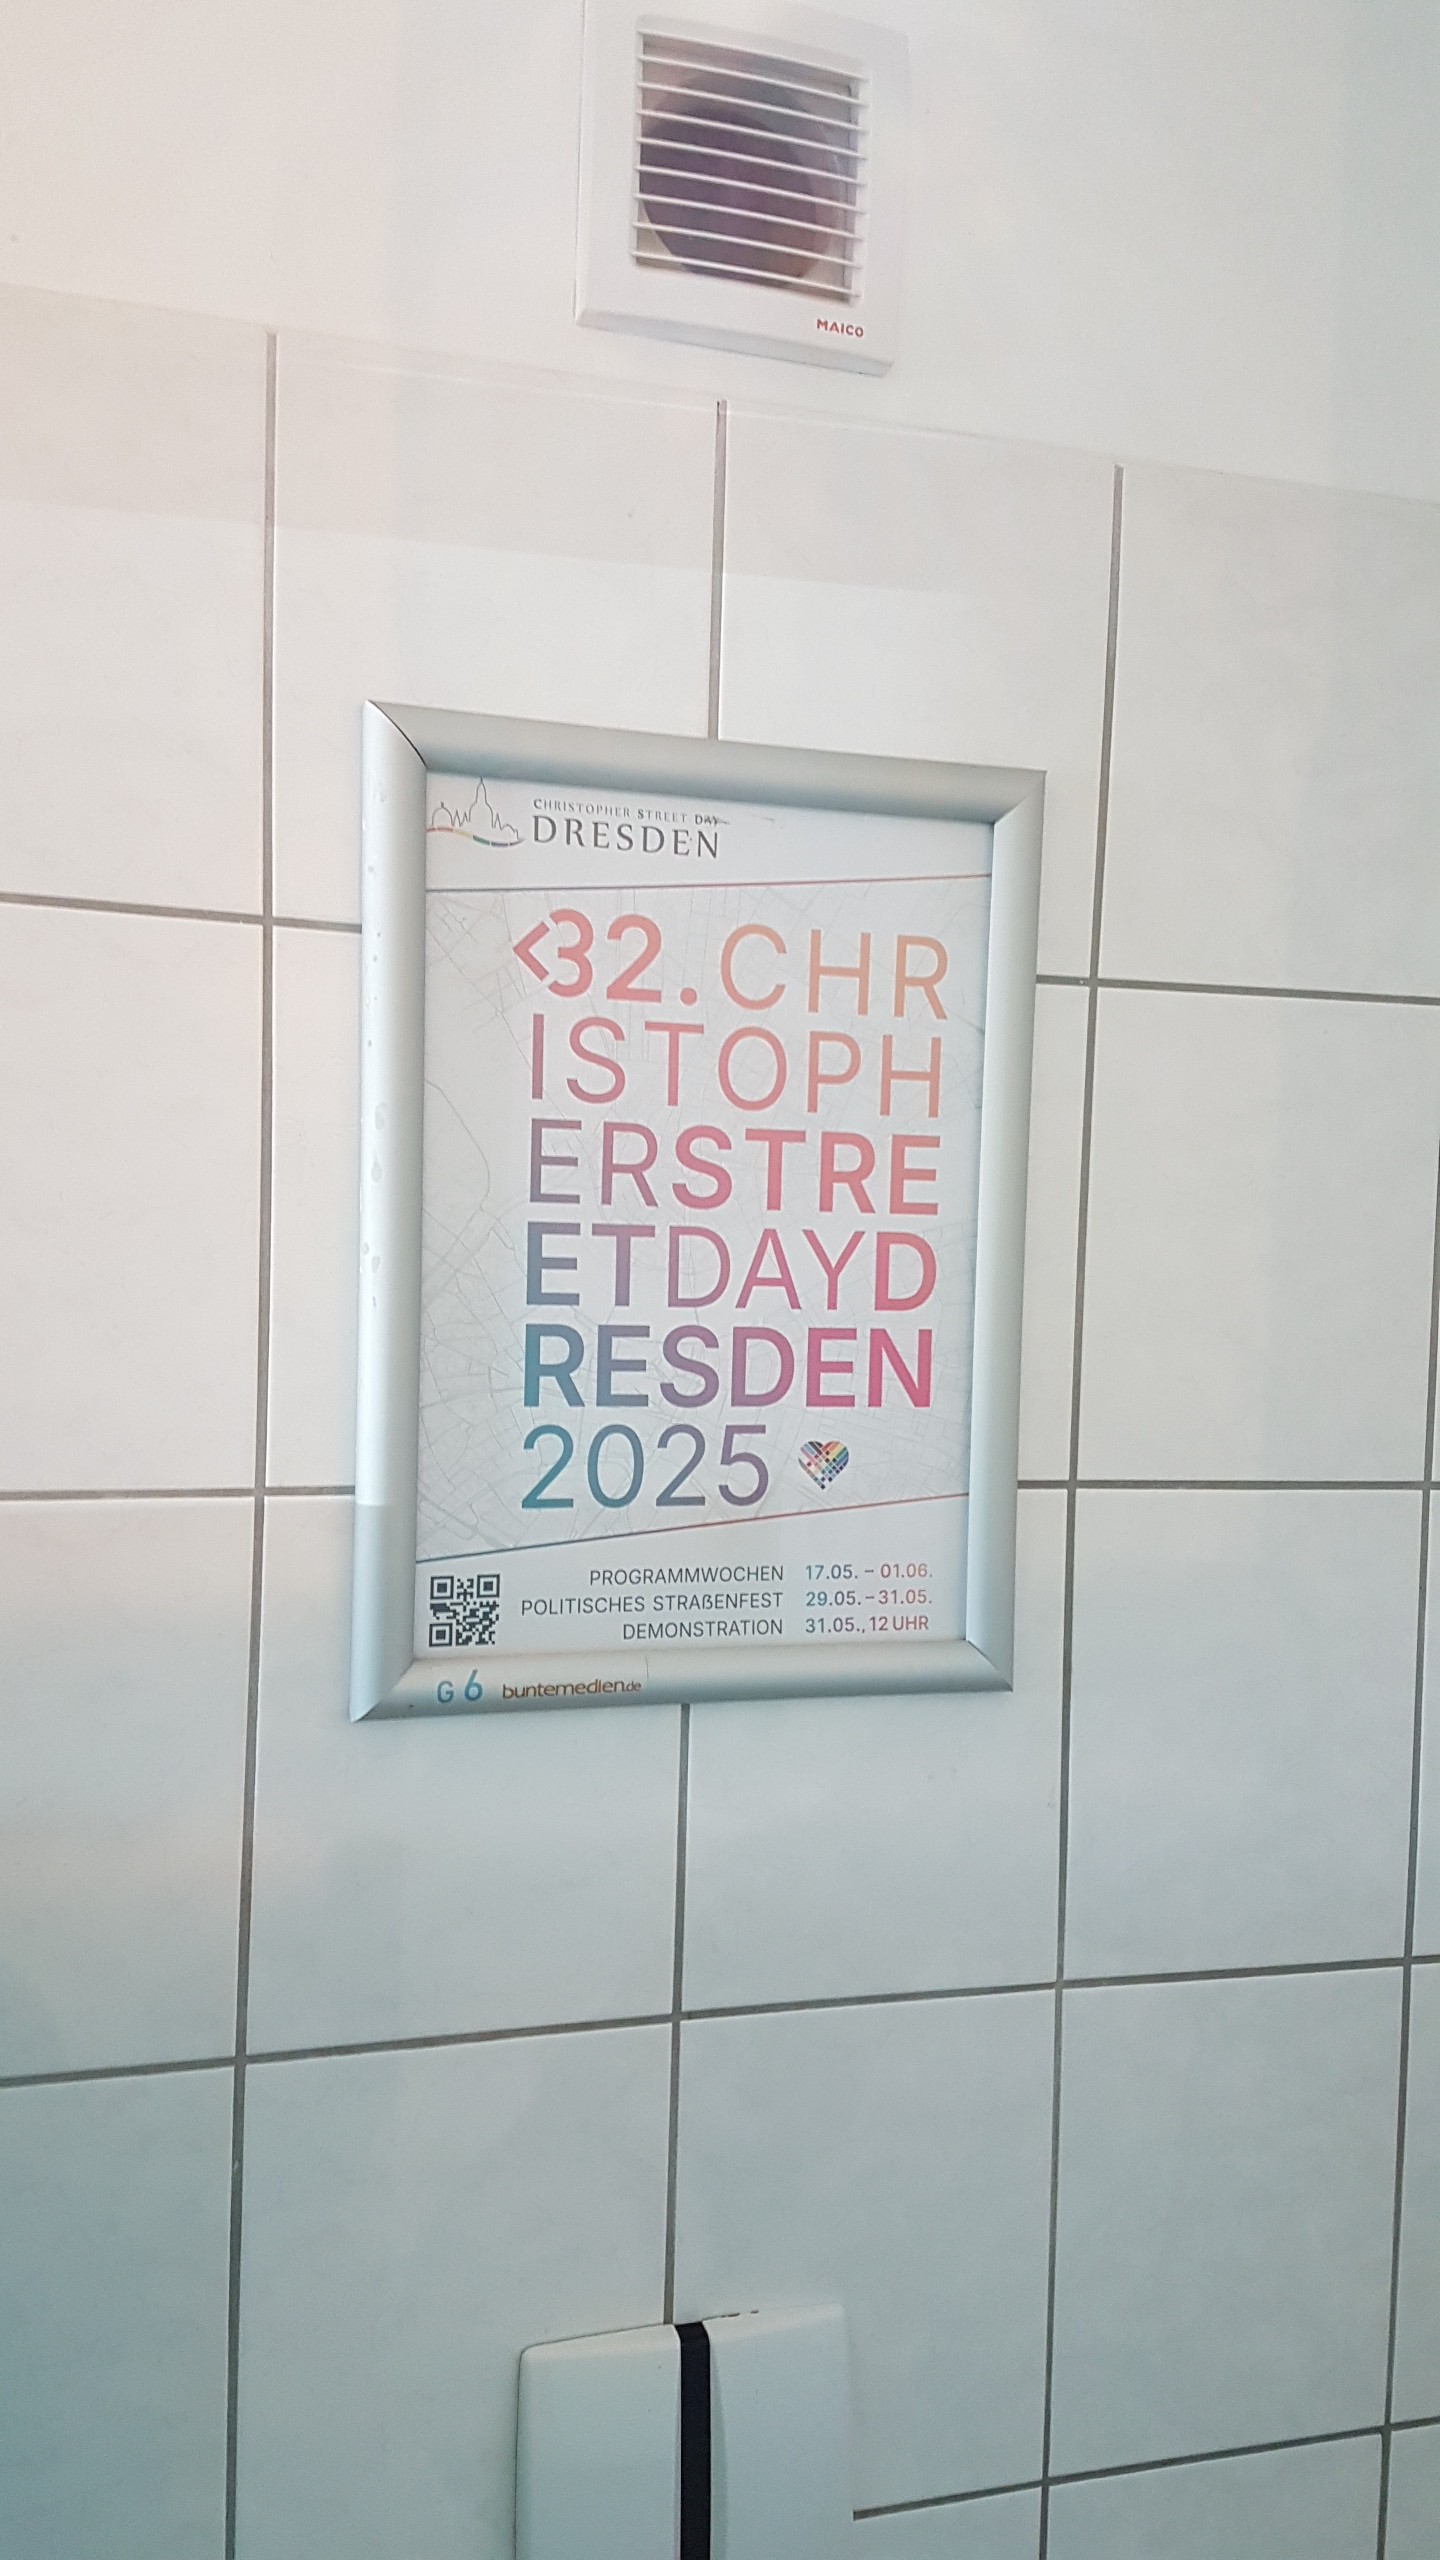 MAICO
CHRISTOPHER STREET DAY
DRESDEN
<32. CHR
ISTOPH
ERSTRE
ETDAYD
RESDEN
2025
PROGRAMMWOCHEN 17.05. – 01.06.
POLITISCHES STRAßENFEST 29.05. – 31.05.
DEMONSTRATION 31.05., 12 UHR
G 6 buntemedien.de